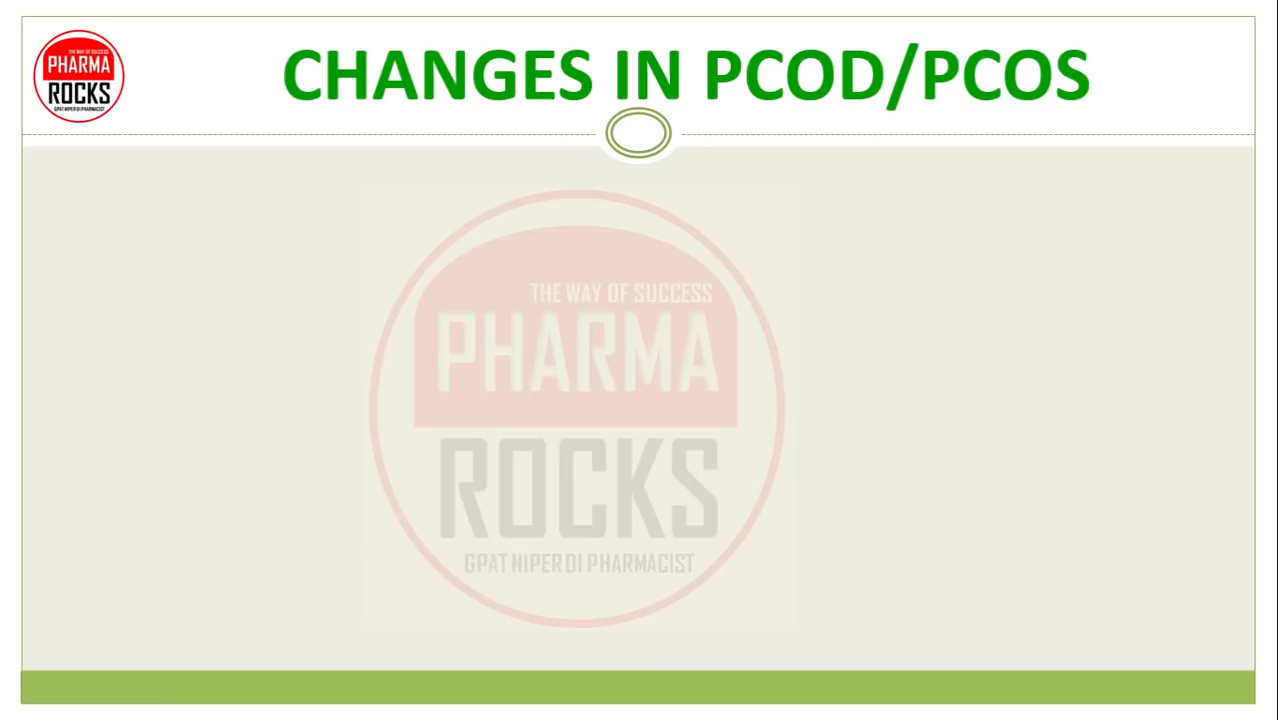 THE WAY OF SUCCESS
PHARMA
ROCKS
GPAT NIPER DI PHARMACIST
CHANGES IN PCOD/PCOS
THE WAY OF SUCCESS
PHARMA
ROCKS
GPAT NIPER DI PHARMACIST